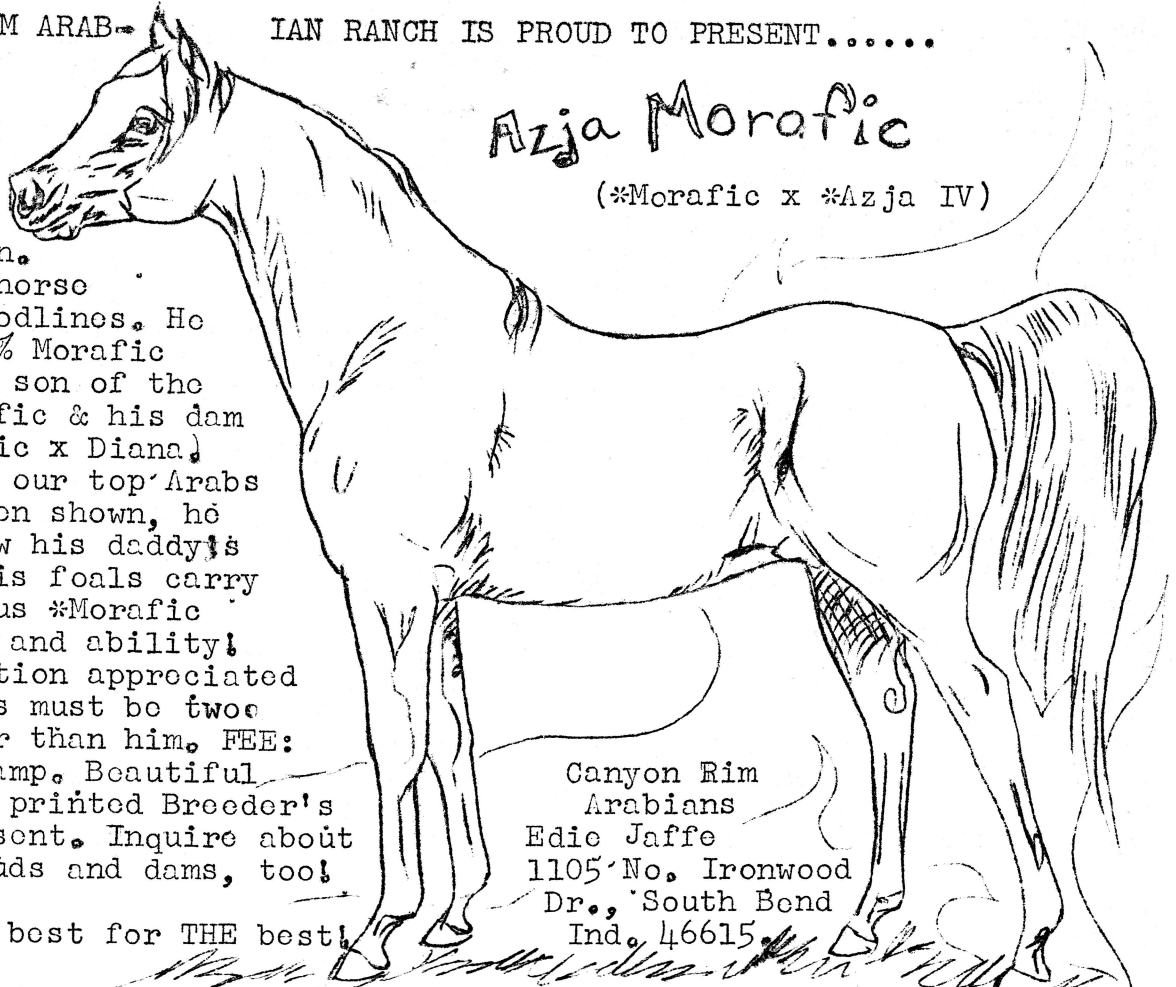 M ARAB- IAN RANCH IS PROUD TO PRESENT......
Azja Morafic
(*Morafic x *Azja IV)
n.
horse
odlines. He
% Morafic
son of the
fic & his dam
ic x Diana)
our top Arabs
en shown, he
w his daddy's
is foals carry
us *Morafic
and ability!
tion appreciated
s must be twoe
r than him. FEE:
amp. Beautiful
printed Breeder's
sent. Inquire about
uds and dams, too!
best for THE best!
Canyon Rim
Arabians
Edie Jaffe
1105 No. Ironwood
Dr., South Bend
Ind. 46615.